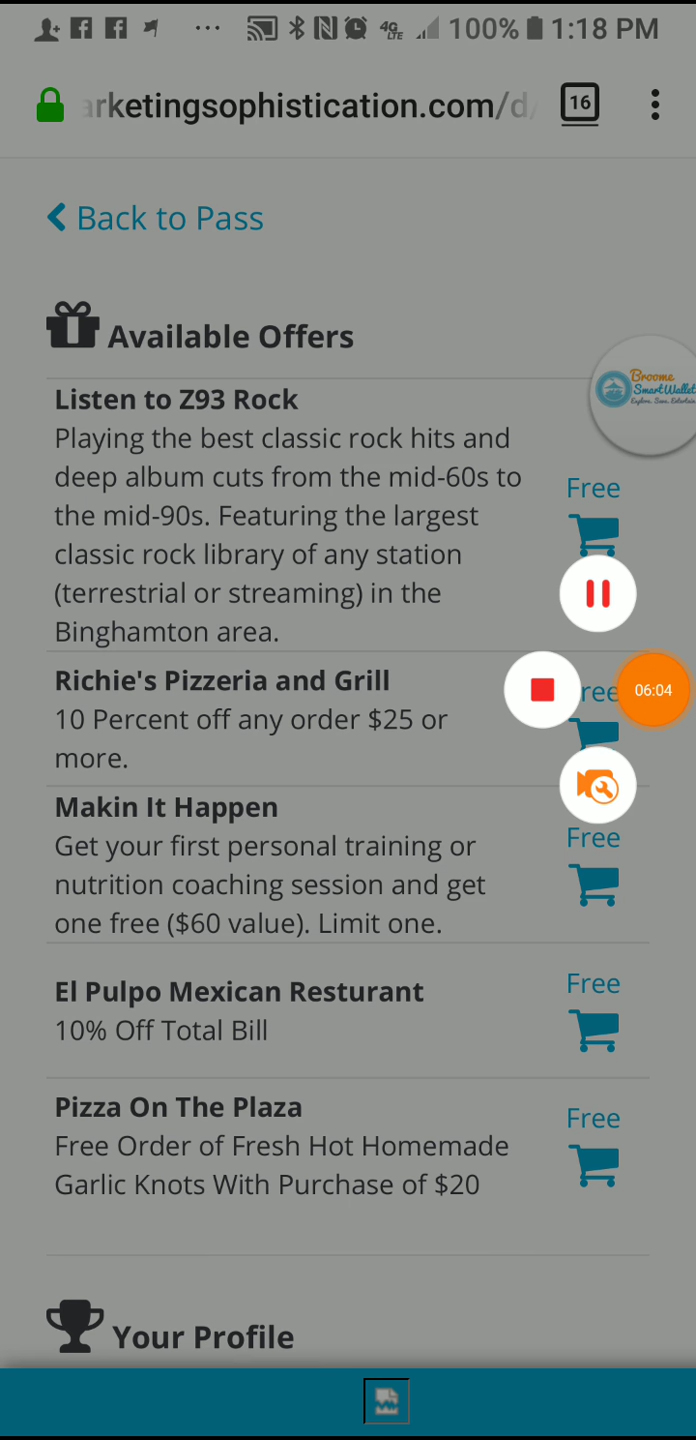 4G
LTE
100%
1:18 PM
arketingsophistication.com/d/
16
Back to Pass
Available Offers
Broome
SmartWallet
Listen to Z93 Rock
Playing the best classic rock hits and
deep album cuts from the mid-60s to
the mid-90s. Featuring the largest
classic rock library of any station
(terrestrial or streaming) in the
Binghamton area.
Free
Richie's Pizzeria and Grill
10 Percent off any order $25 or
more.
ree
06:04
Makin It Happen
Get your first personal training or
nutrition coaching session and get
one free ($60 value). Limit one.
Free
El Pulpo Mexican Resturant
10% Off Total Bill
Free
Pizza On The Plaza
Free Order of Fresh Hot Homemade
Garlic Knots With Purchase of $20
Free
Your Profile